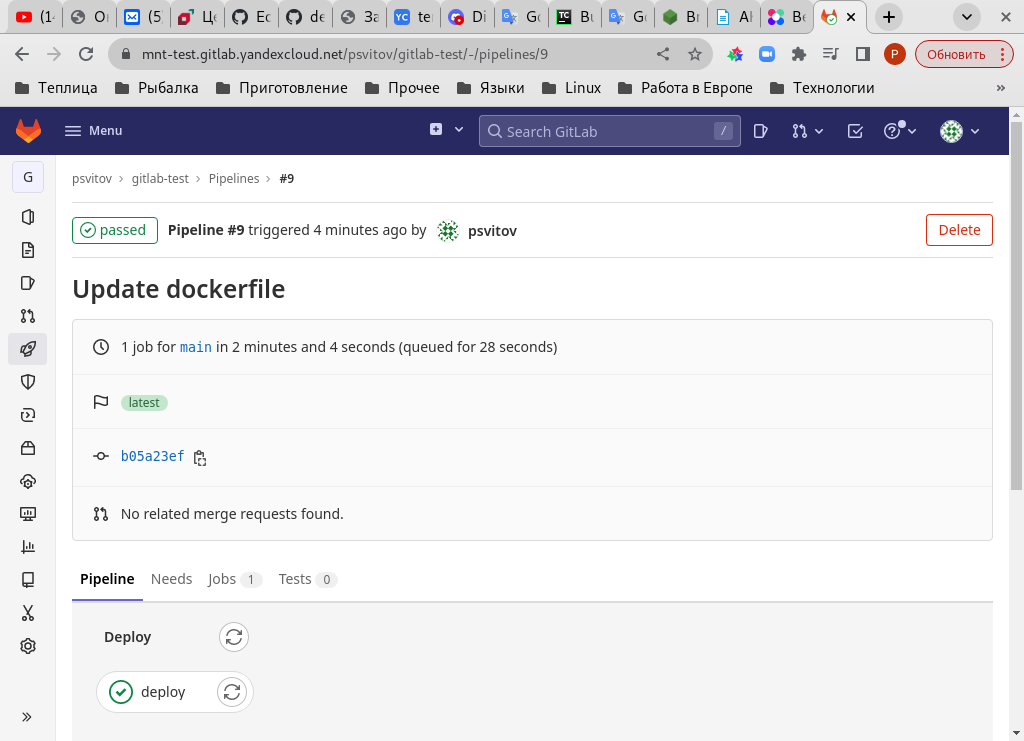 (1 Or (5 Це Ec de За YC te Di Gc TC Bu Ge Br Al Be
mnt-test.gitlab.yandexcloud.net/psvitov/gitlab-test/-/pipelines/9 P Обновить
Теплица Рыбалка Приготовление Прочее Языки Linux Работа в Европе Технологии »
Menu Search GitLab /
G
psvitov › gitlab-test › Pipelines › #9
passed Pipeline #9 triggered 4 minutes ago by psvitov Delete
Update dockerfile
1 job for main in 2 minutes and 4 seconds (queued for 28 seconds)
latest
b05a23ef
No related merge requests found.
Pipeline Needs Jobs 1 Tests 0
Deploy
deploy